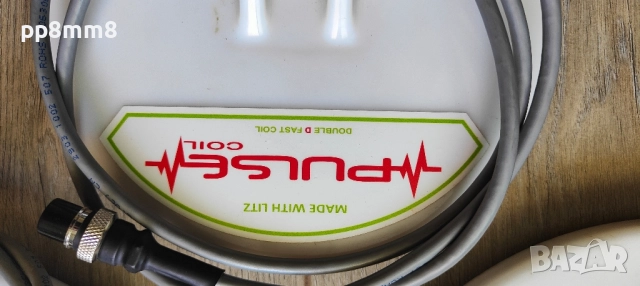 pp8mm8
MADE WITH LITZ
PULSE
COIL
DOUBLE D FAST COIL
BAZAR